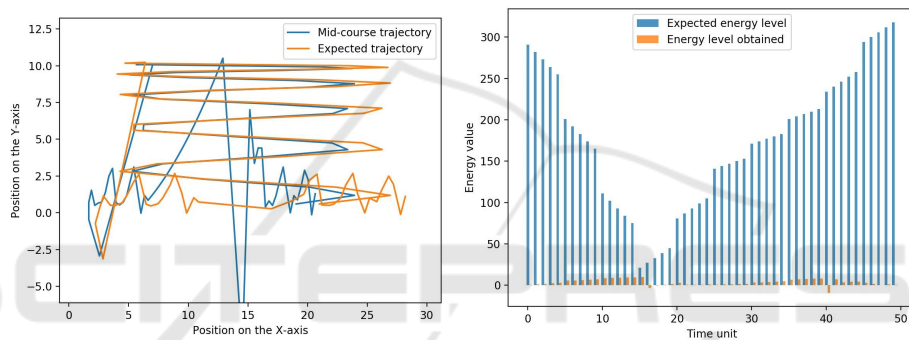 Mid-course trajectory
Expected trajectory
Position on the Y-axis
12.5
10.0
7.5
5.0
2.5
0.0
-2.5
-5.0
0 5 10 15 20 25 30
Position on the X-axis
Expected energy level
Energy level obtained
Energy value
300
250
200
150
100
50
0
0 10 20 30 40 50
Time unit
SCITEPRESS